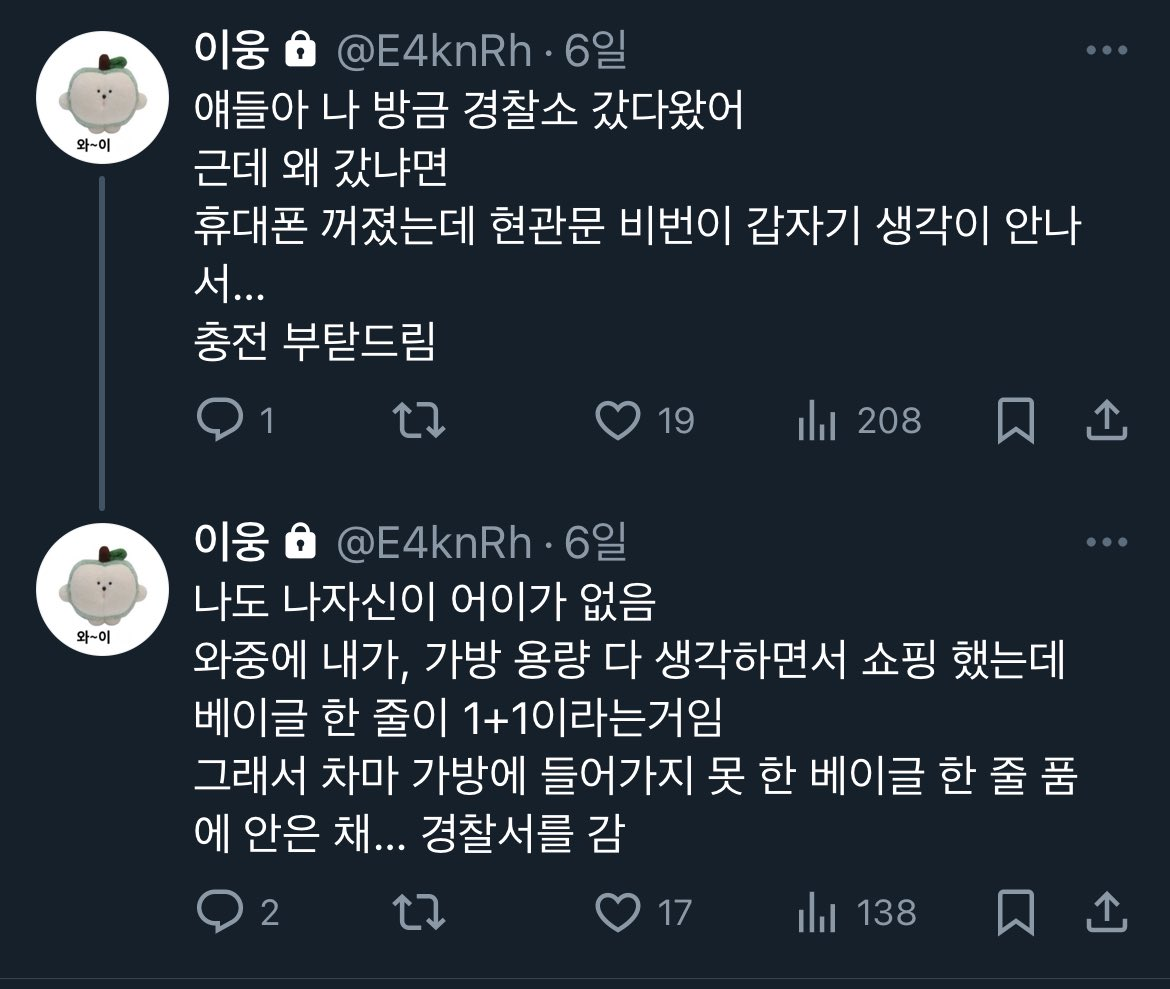 이웅 @E4knRh · 6일
얘들아 나 방금 경찰소 갔다왔어
근데 왜 갔냐면
휴대폰 꺼졌는데 현관문 비번이 갑자기 생각이 안나
서...
충전 부탇드림
1 19 208
와~이
이웅 @E4knRh · 6일
나도 나자신이 어이가 없음
와중에 내가, 가방 용량 다 생각하면서 쇼핑 했는데
베이글 한 줄이 1+1이라는거임
그래서 차마 가방에 들어가지 못 한 베이글 한 줄 품
에 안은 채... 경찰서를 감
2 17 138
와~이